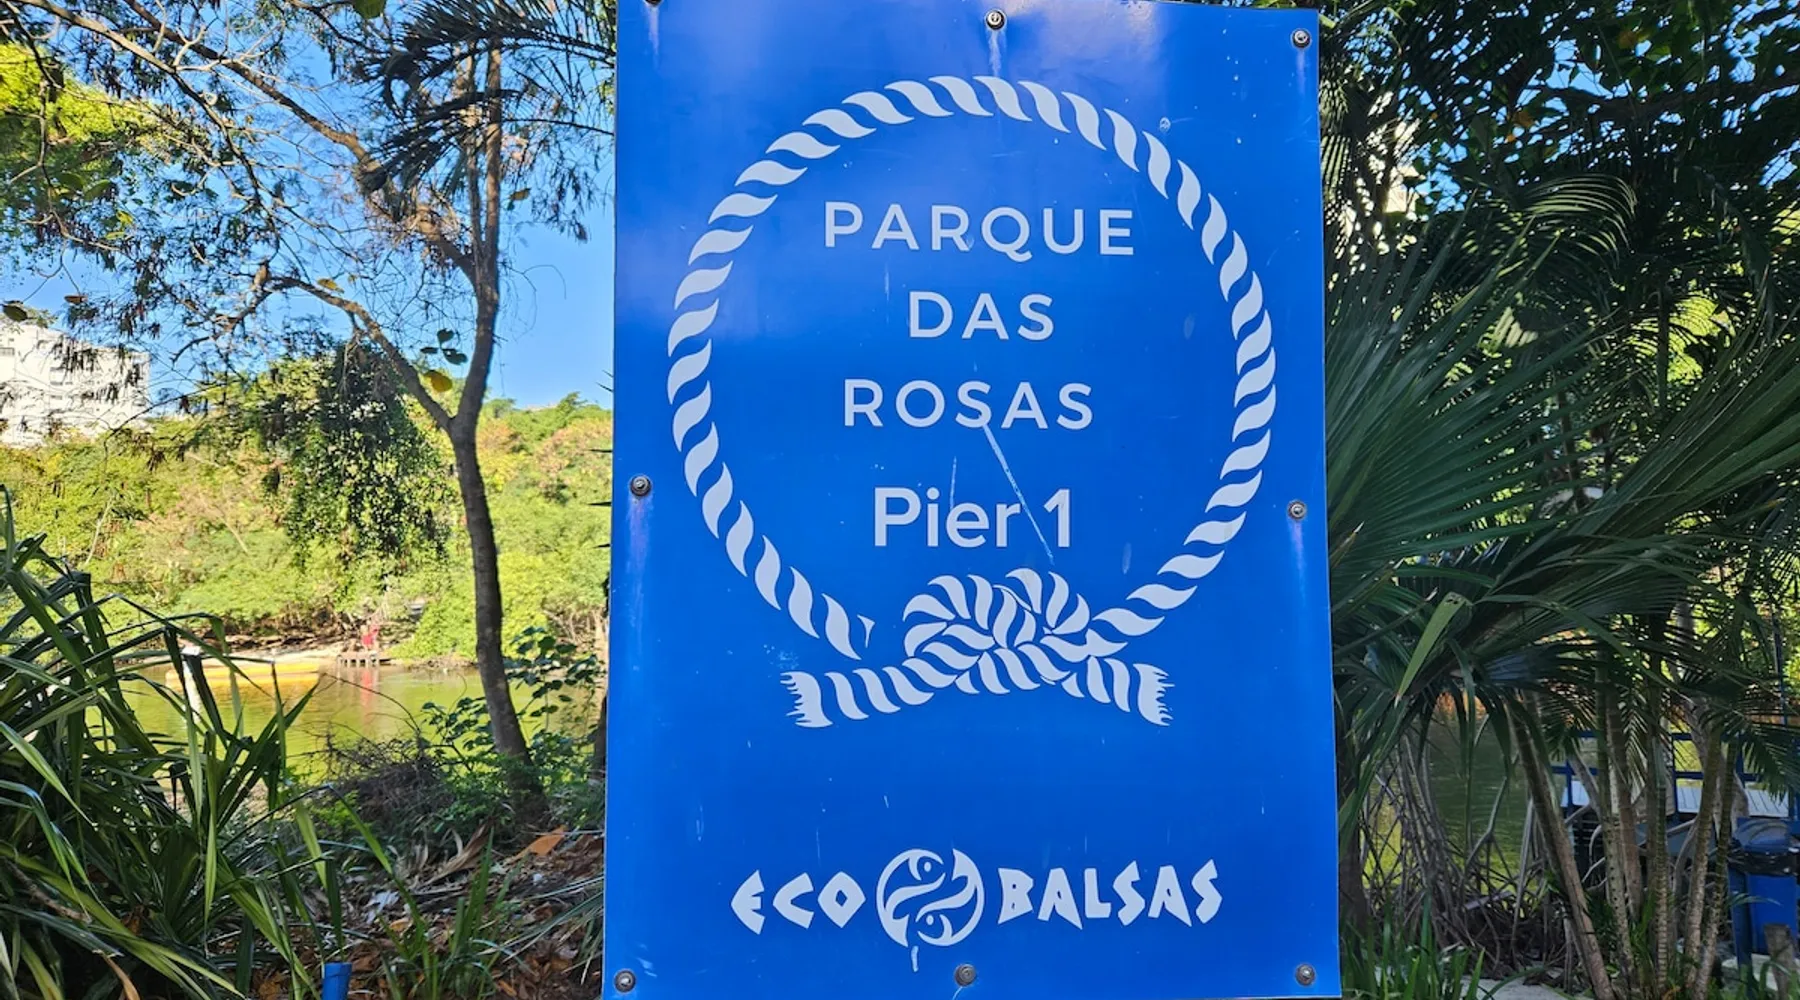 PARQUE
DAS
ROSAS
Pier 1
ECO BALSAS